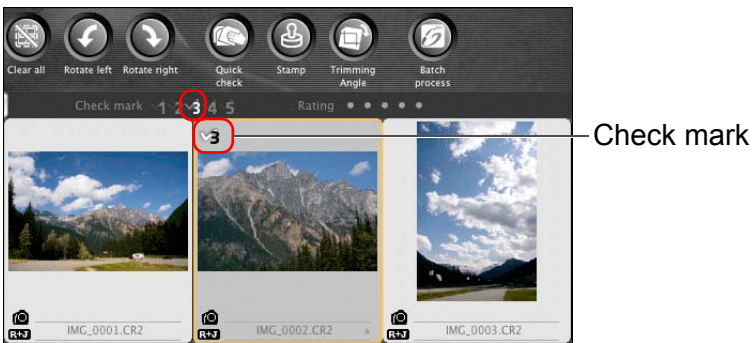 Clear all Rotate left Rotate right Quick check Stamp Trimming Angle Batch process
Check mark 1 2 3 4 5 Rating
3
Check mark
R+J IMG_0001.CR2 R+J IMG_0002.CR2 * R+J IMG_0003.CR2